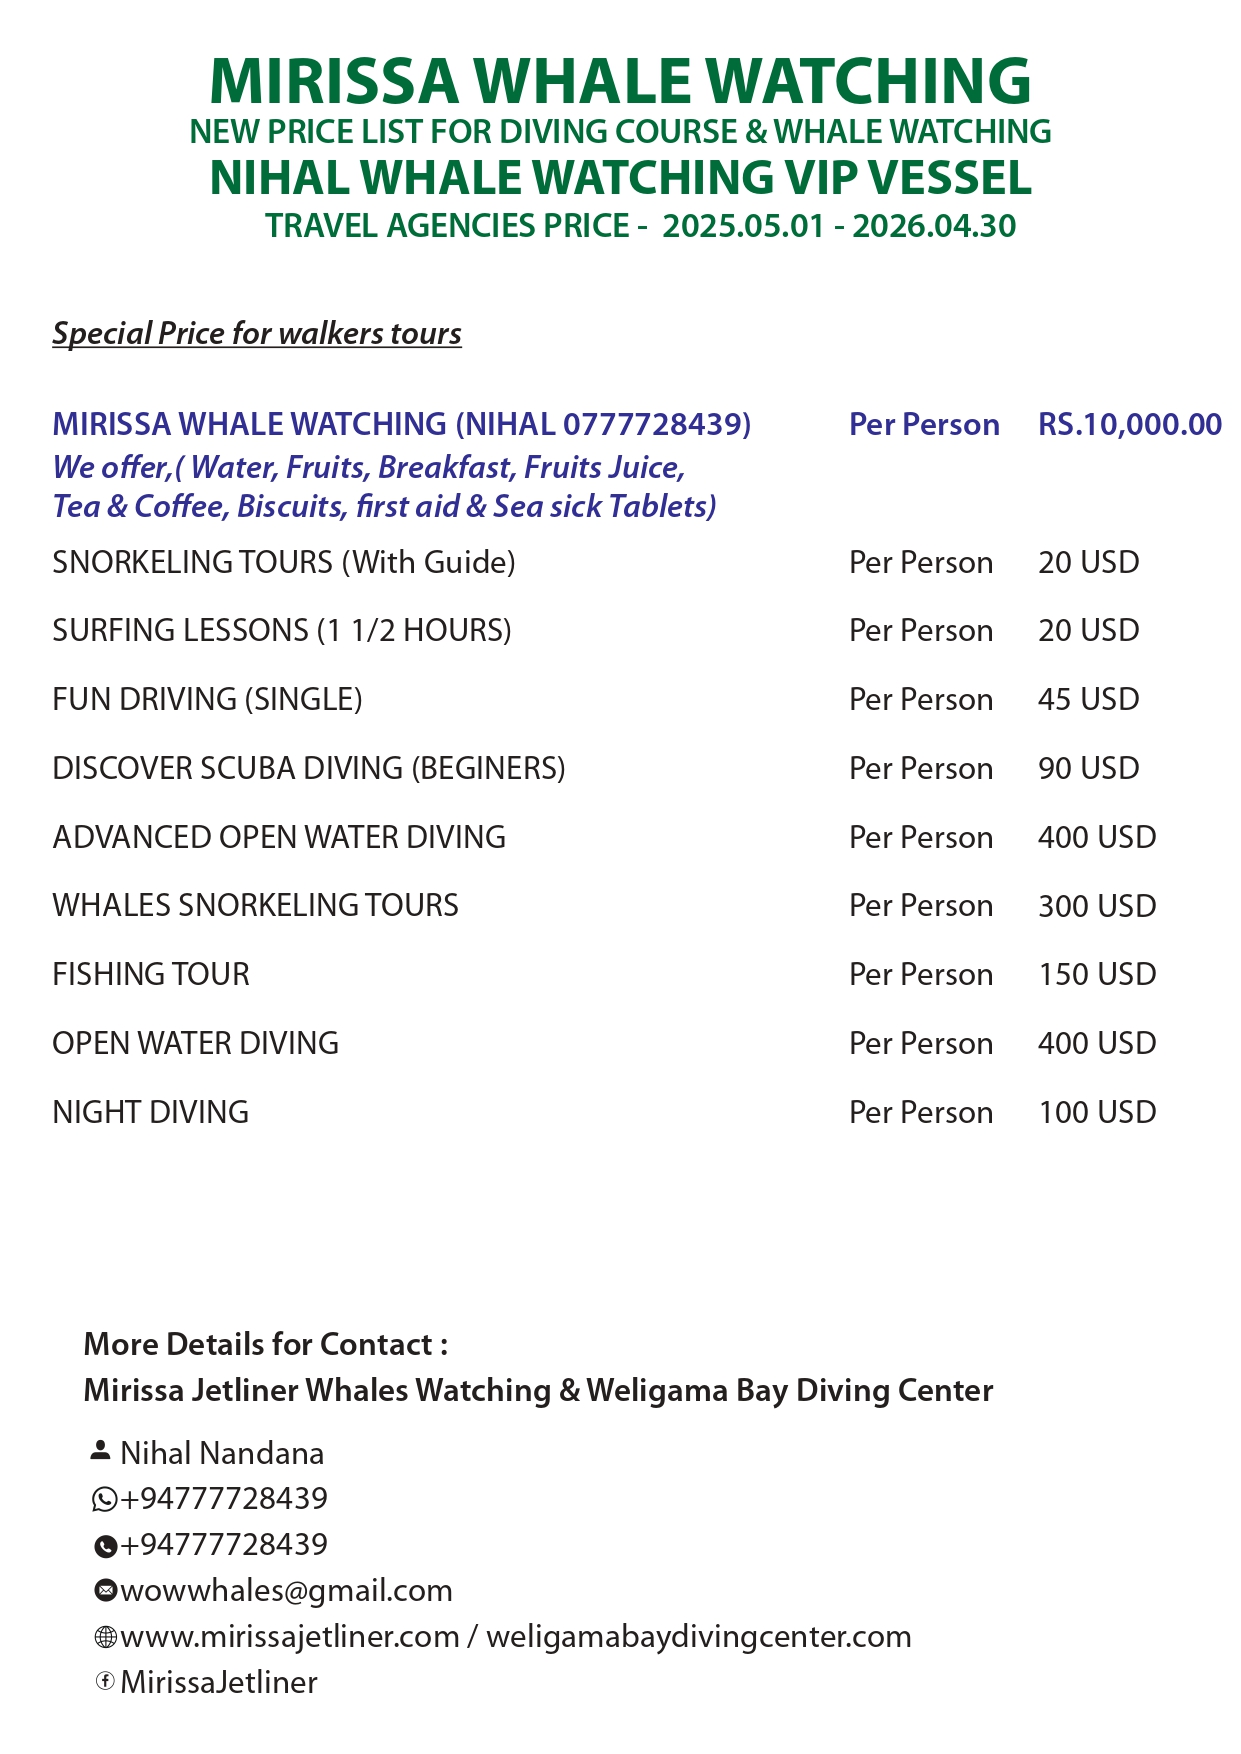 MIRISSA WHALE WATCHING
NEW PRICE LIST FOR DIVING COURSE & WHALE WATCHING
NIHAL WHALE WATCHING VIP VESSEL
TRAVEL AGENCIES PRICE - 2025.05.01 - 2026.04.30
Special Price for walkers tours
MIRISSA WHALE WATCHING (NIHAL 0777728439) Per Person RS.10,000.00
We offer,( Water, Fruits, Breakfast, Fruits Juice,
Tea & Coffee, Biscuits, first aid & Sea sick Tablets)
SNORKELING TOURS (With Guide) Per Person 20 USD
SURFING LESSONS (1 1/2 HOURS) Per Person 20 USD
FUN DRIVING (SINGLE) Per Person 45 USD
DISCOVER SCUBA DIVING (BEGINERS) Per Person 90 USD
ADVANCED OPEN WATER DIVING Per Person 400 USD
WHALES SNORKELING TOURS Per Person 300 USD
FISHING TOUR Per Person 150 USD
OPEN WATER DIVING Per Person 400 USD
NIGHT DIVING Per Person 100 USD
More Details for Contact :
Mirissa Jetliner Whales Watching & Weligama Bay Diving Center
Nihal Nandana
+94777728439
+94777728439
wowwhales@gmail.com
www.mirissajetliner.com / weligamabaydivingcenter.com
MirissaJetliner